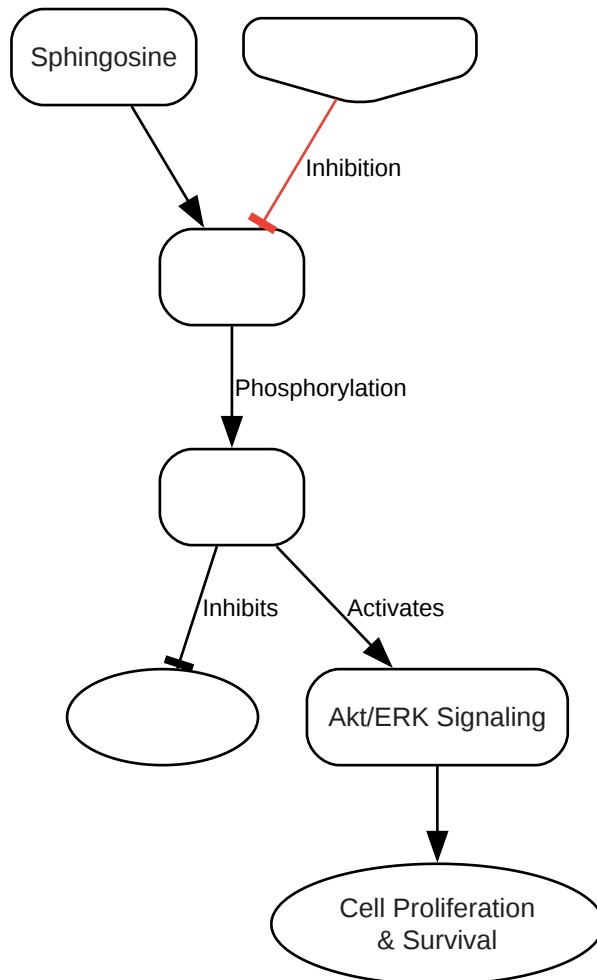 Sphingosine
Inhibition
Phosphorylation
Inhibits
Activates
Akt/ERK Signaling
Cell Proliferation
& Survival